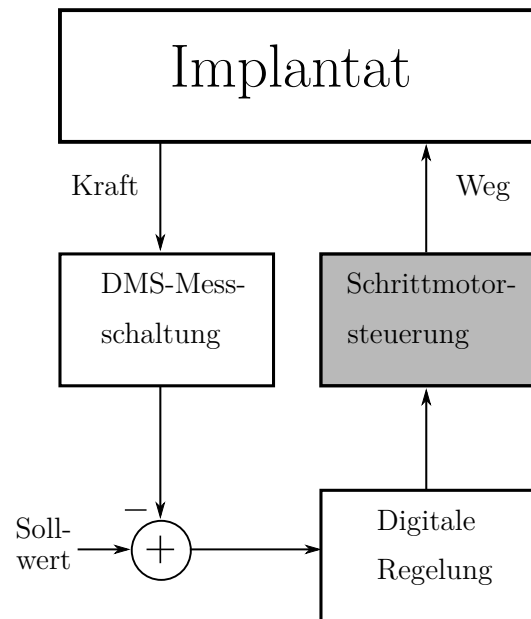 Implantat
Kraft
Weg
DMS-Mess-
schaltung
Schrittmotor-
steuerung
−
Soll-
wert
+
Digitale
Regelung